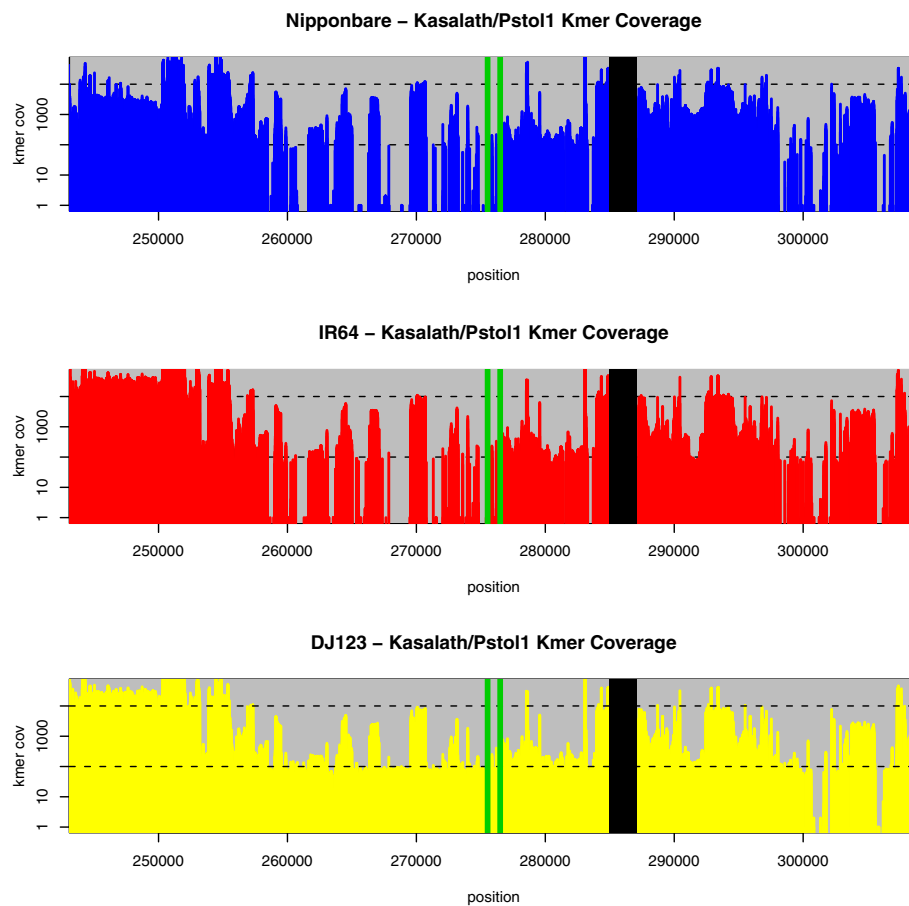 Nipponbare – Kasalath/Pstol1 Kmer Coverage
kmer cov
1 10 1000
250000 260000 270000 280000 290000 300000
position
IR64 – Kasalath/Pstol1 Kmer Coverage
kmer cov
1 10 1000
250000 260000 270000 280000 290000 300000
position
DJ123 – Kasalath/Pstol1 Kmer Coverage
kmer cov
1 10 1000
250000 260000 270000 280000 290000 300000
position